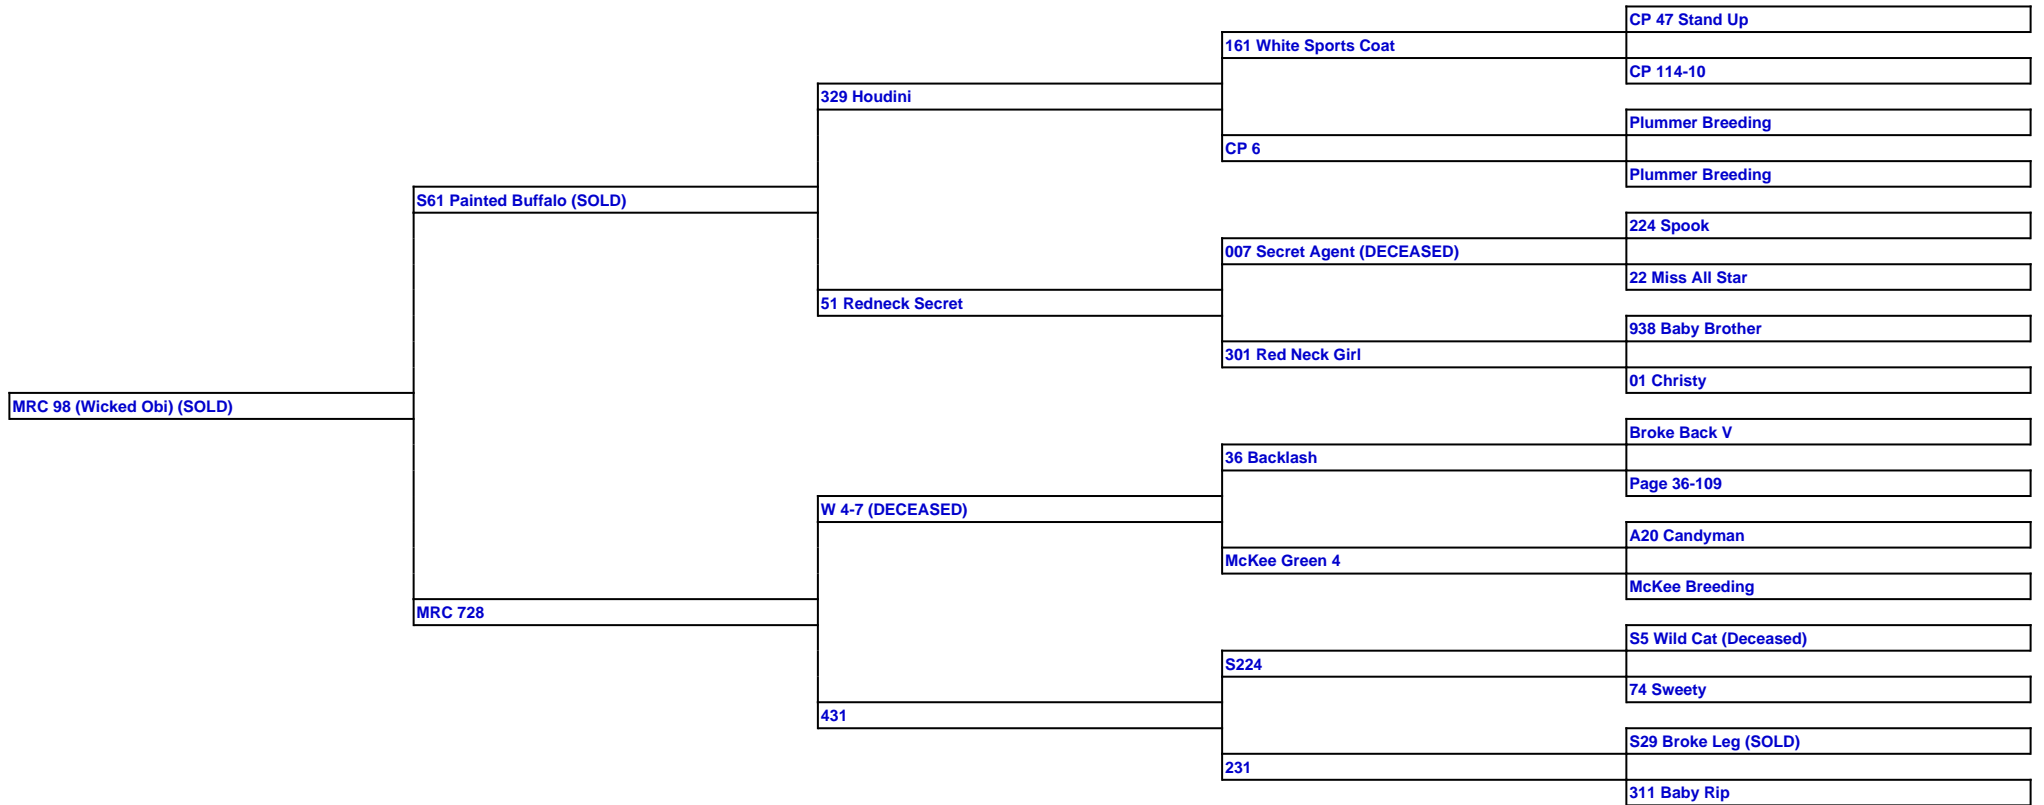 CP 47 Stand Up
161 White Sports Coat
CP 114-10
329 Houdini
Plummer Breeding
CP 6
Plummer Breeding
S61 Painted Buffalo (SOLD)
224 Spook
007 Secret Agent (DECEASED)
22 Miss All Star
51 Redneck Secret
938 Baby Brother
301 Red Neck Girl
01 Christy
MRC 98 (Wicked Obi) (SOLD)
Broke Back V
36 Backlash
Page 36-109
W 4-7 (DECEASED)
A20 Candyman
McKee Green 4
McKee Breeding
MRC 728
S5 Wild Cat (Deceased)
S224
74 Sweety
431
S29 Broke Leg (SOLD)
231
311 Baby Rip